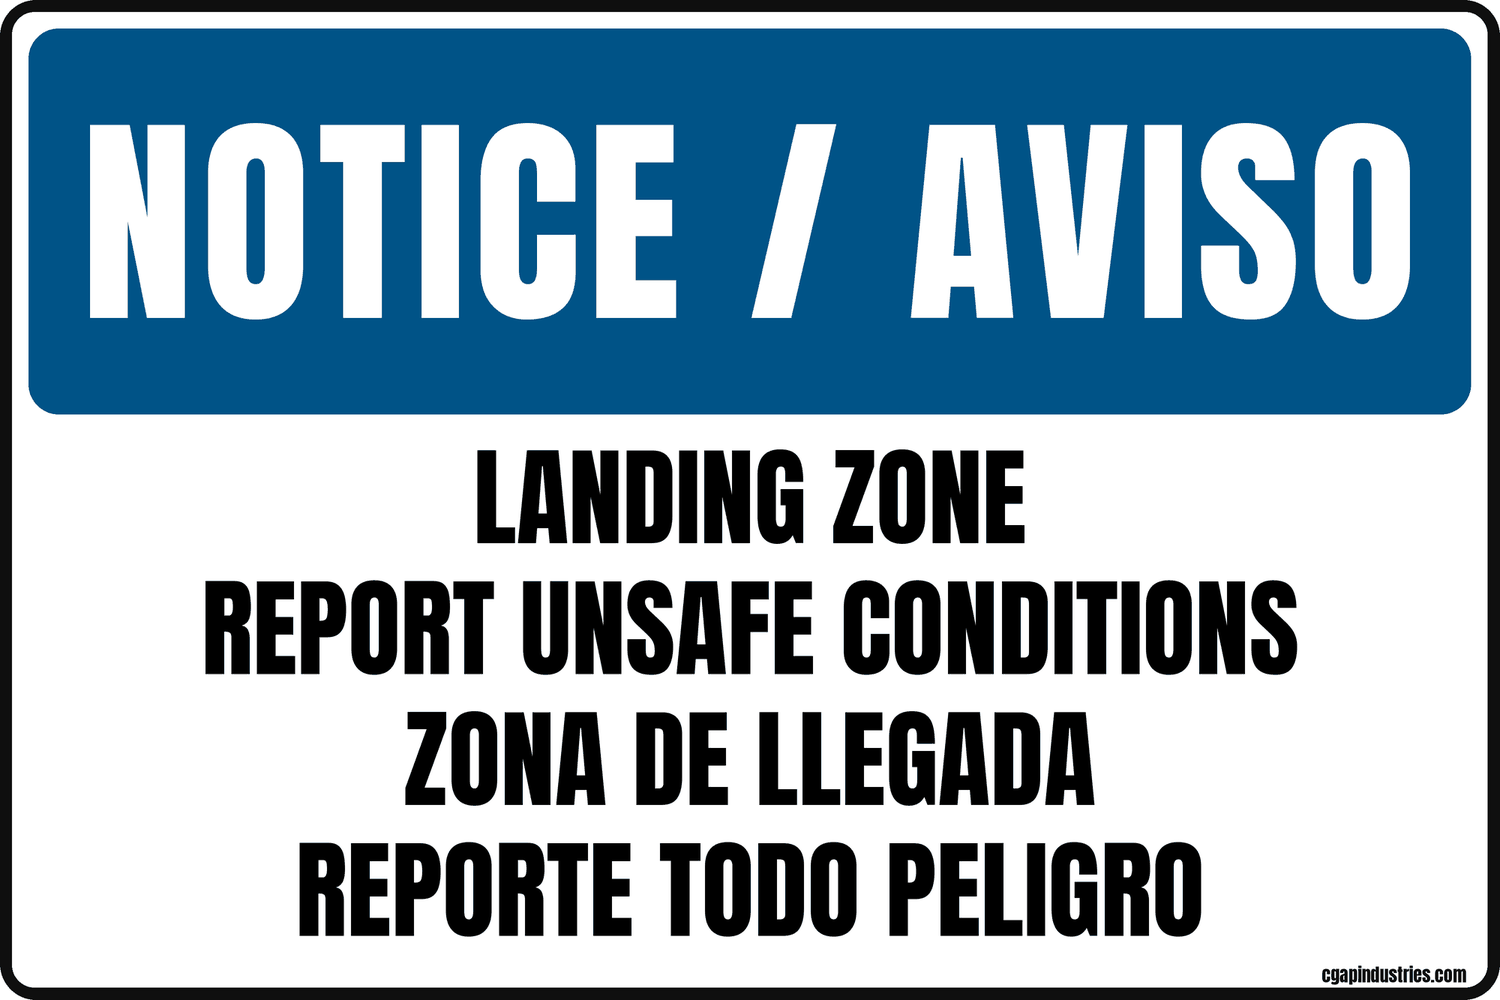 NOTICE / AVISO
LANDING ZONE
REPORT UNSAFE CONDITIONS
ZONA DE LLEGADA
REPORTE TODO PELIGRO
cgapindustries.com